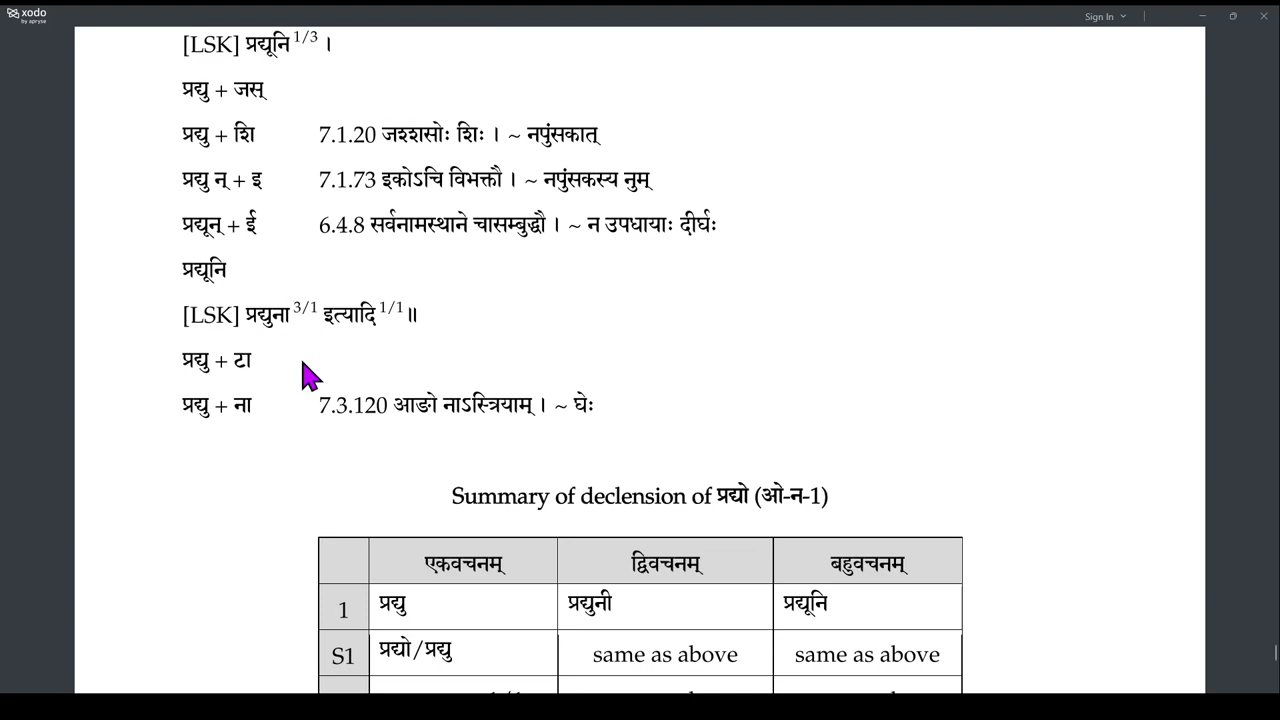 xodo
by apryse
Sign In
[LSK] प्रद्यूनि 1/3 ।
प्रद्यु + जस्
प्रद्यु + शि 7.1.20 जश्शसोः शिः । ~ नपुंसकात्
प्रद्यु न् + इ 7.1.73 इकोऽचि विभक्तौ । ~ नपुंसकस्य नुम्
प्रद्यून् + ई 6.4.8 सर्वनामस्थाने चासम्बुद्धौ । ~ न उपधायाः दीर्घः
प्रद्यूनि
[LSK] प्रद्युना 3/1 इत्यादि 1/1 ॥
प्रद्यु + टा
प्रद्यु + ना 7.3.120 आङो नाऽस्त्रियाम् । ~ घेः
Summary of declension of प्रद्यो (ओ-न-1)
एकवचनम् द्विवचनम् बहुवचनम्
1 प्रद्यु प्रद्युनी प्रद्यूनि
S1 प्रद्यो/प्रद्यु same as above same as above